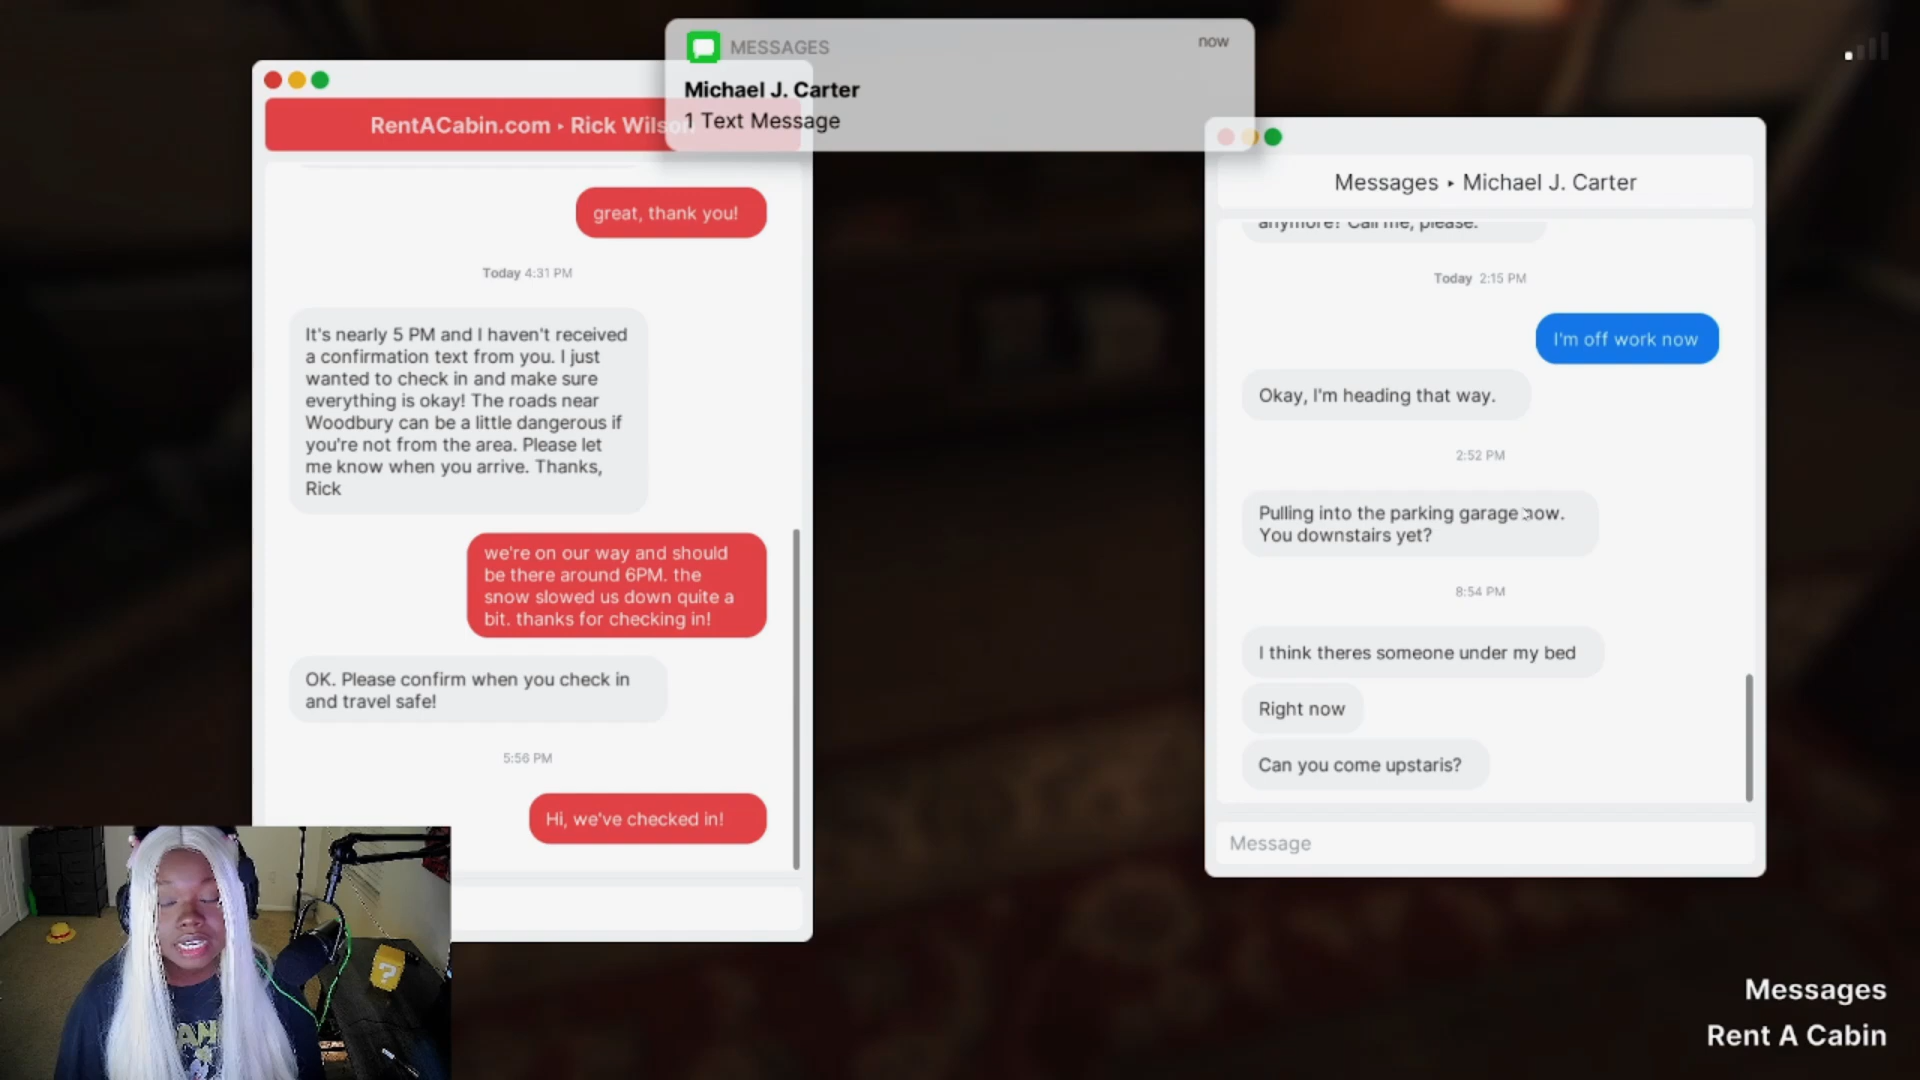 MESSAGES
now
Michael J. Carter
1 Text Message
RentACabin.com ▸ Rick Wilson
great, thank you!
Today 4:31 PM
It's nearly 5 PM and I haven't received
a confirmation text from you. I just
wanted to check in and make sure
everything is okay! The roads near
Woodbury can be a little dangerous if
you're not from the area. Please let
me know when you arrive. Thanks,
Rick
we're on our way and should
be there around 6PM. the
snow slowed us down quite a
bit. thanks for checking in!
OK. Please confirm when you check in
and travel safe!
5:56 PM
Hi, we've checked in!
Messages ▸ Michael J. Carter
anymore? Call me, please.
Today 2:15 PM
I'm off work now
Okay, I'm heading that way.
2:52 PM
Pulling into the parking garage now.
You downstairs yet?
8:54 PM
I think theres someone under my bed
Right now
Can you come upstaris?
Message
?
Messages
Rent A Cabin